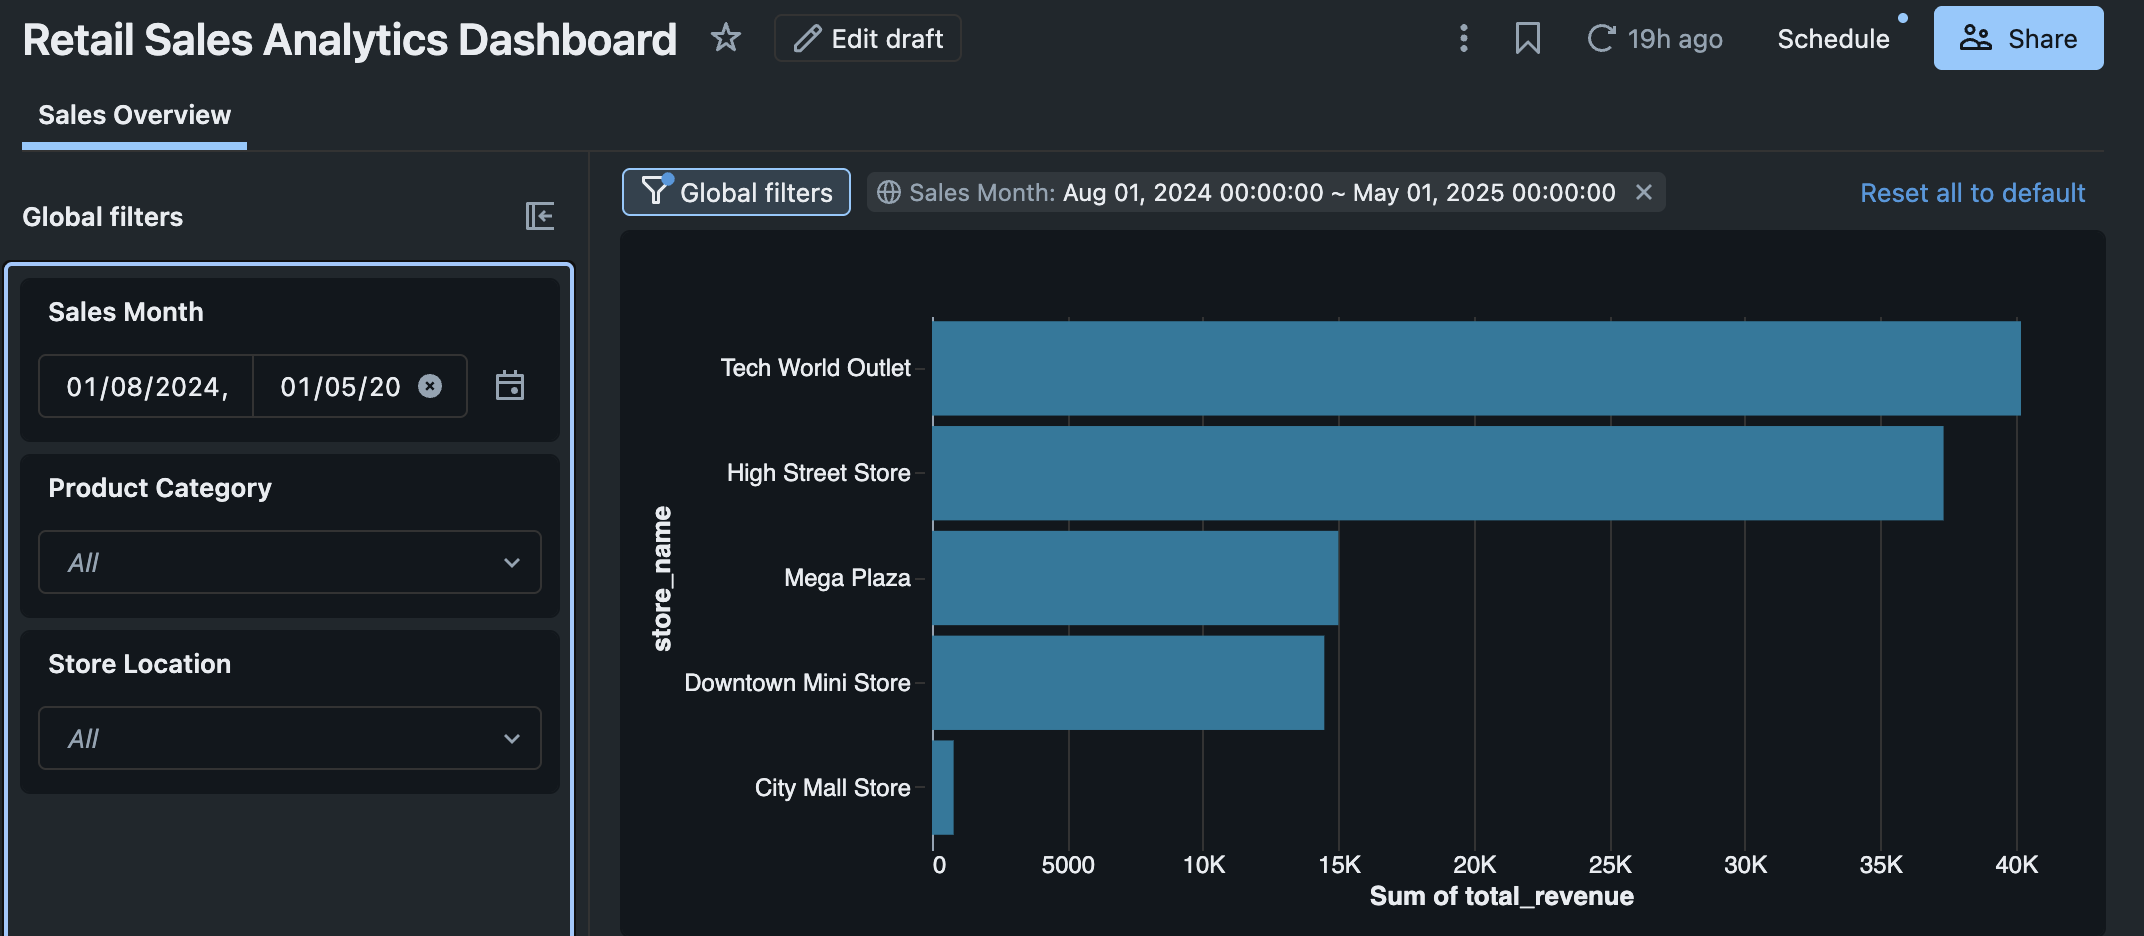 Retail Sales Analytics Dashboard
Edit draft
19h ago
Schedule
Share
Sales Overview
Global filters
Sales Month
01/08/2024,
01/05/20
Product Category
All
Store Location
All
Global filters
Sales Month: Aug 01, 2024 00:00:00 ~ May 01, 2025 00:00:00
Reset all to default
store_name
Tech World Outlet
High Street Store
Mega Plaza
Downtown Mini Store
City Mall Store
0 5000 10K 15K 20K 25K 30K 35K 40K
Sum of total_revenue